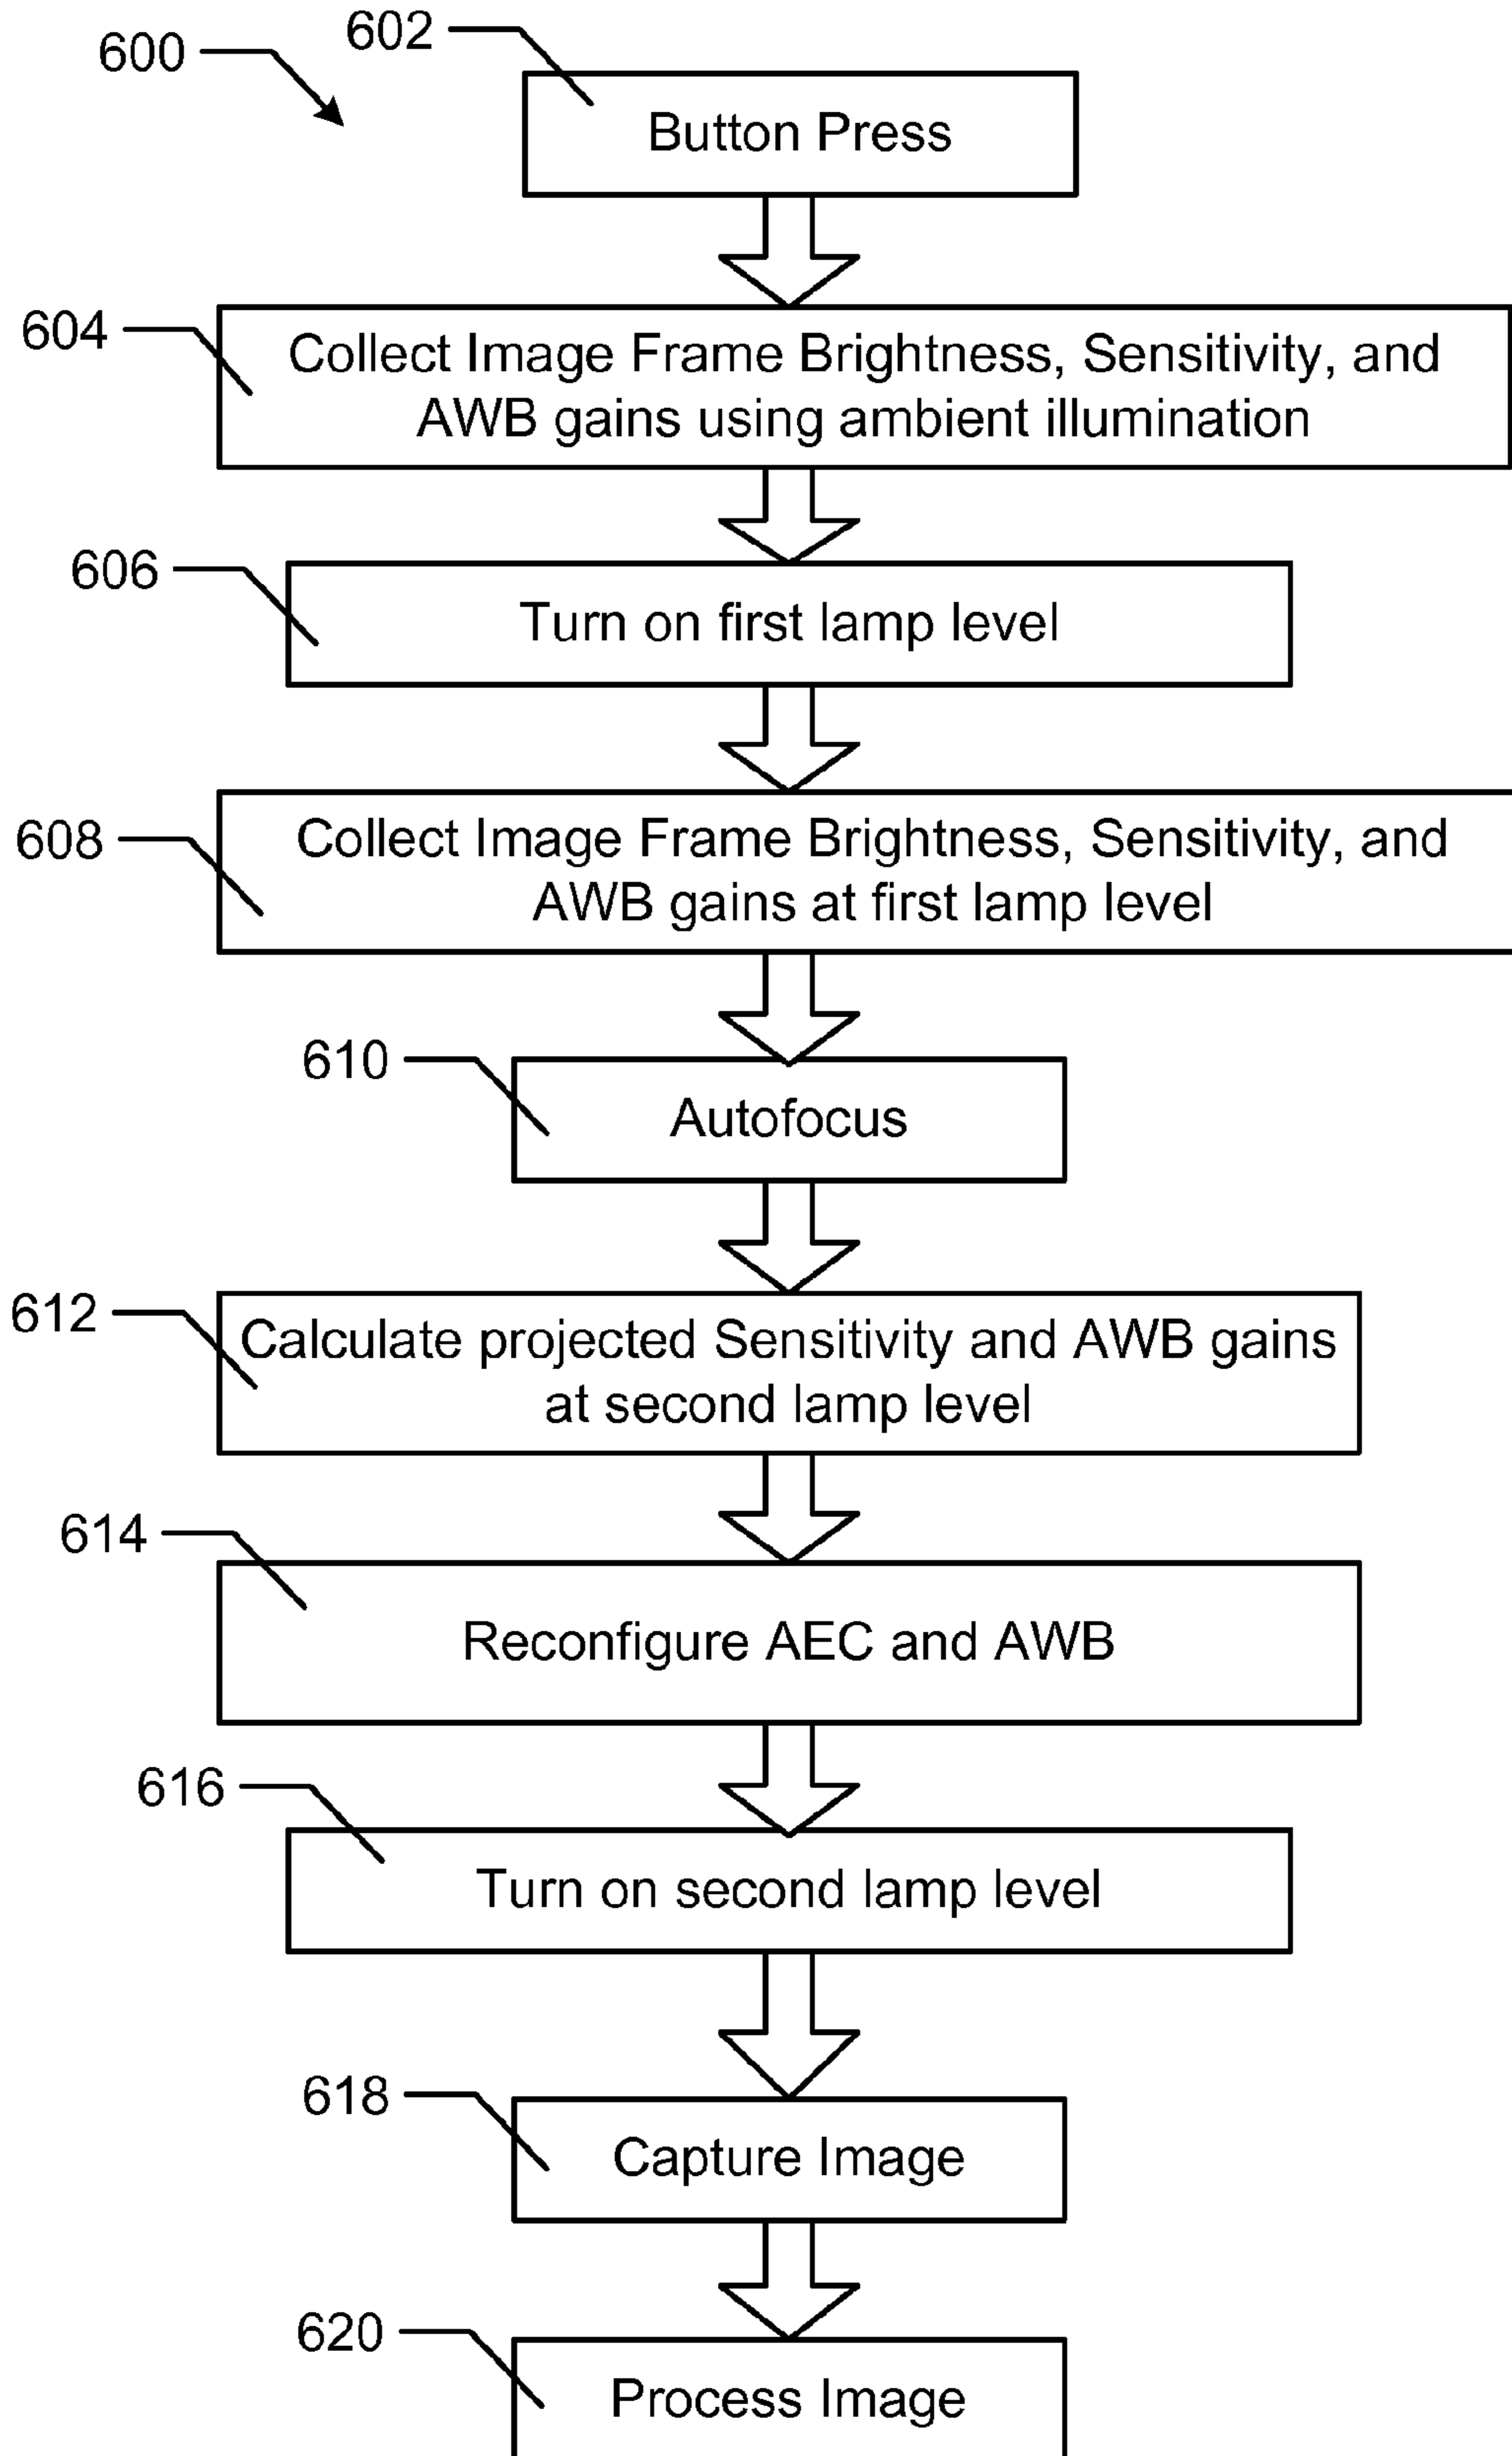 600
602
Button Press
604
Collect Image Frame Brightness, Sensitivity, and
AWB gains using ambient illumination
606
Turn on first lamp level
608
Collect Image Frame Brightness, Sensitivity, and
AWB gains at first lamp level
610
Autofocus
612
Calculate projected Sensitivity and AWB gains
at second lamp level
614
Reconfigure AEC and AWB
616
Turn on second lamp level
618
Capture Image
620
Process Image